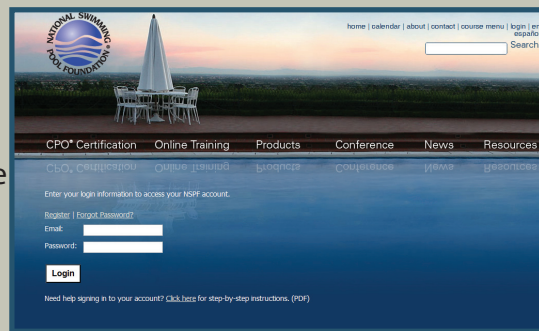 NATIONAL SWIMMING
POOL FOUNDATION®
home | calendar | about | contact | course menu | login | en
español
Search
CPO® Certification Online Training Products Conference News Resources
Enter your login information to access your NSPF account.
Register | Forgot Password?
Email:
Password:
Login
Need help signing in to your account? Click here for step-by-step instructions. (PDF)